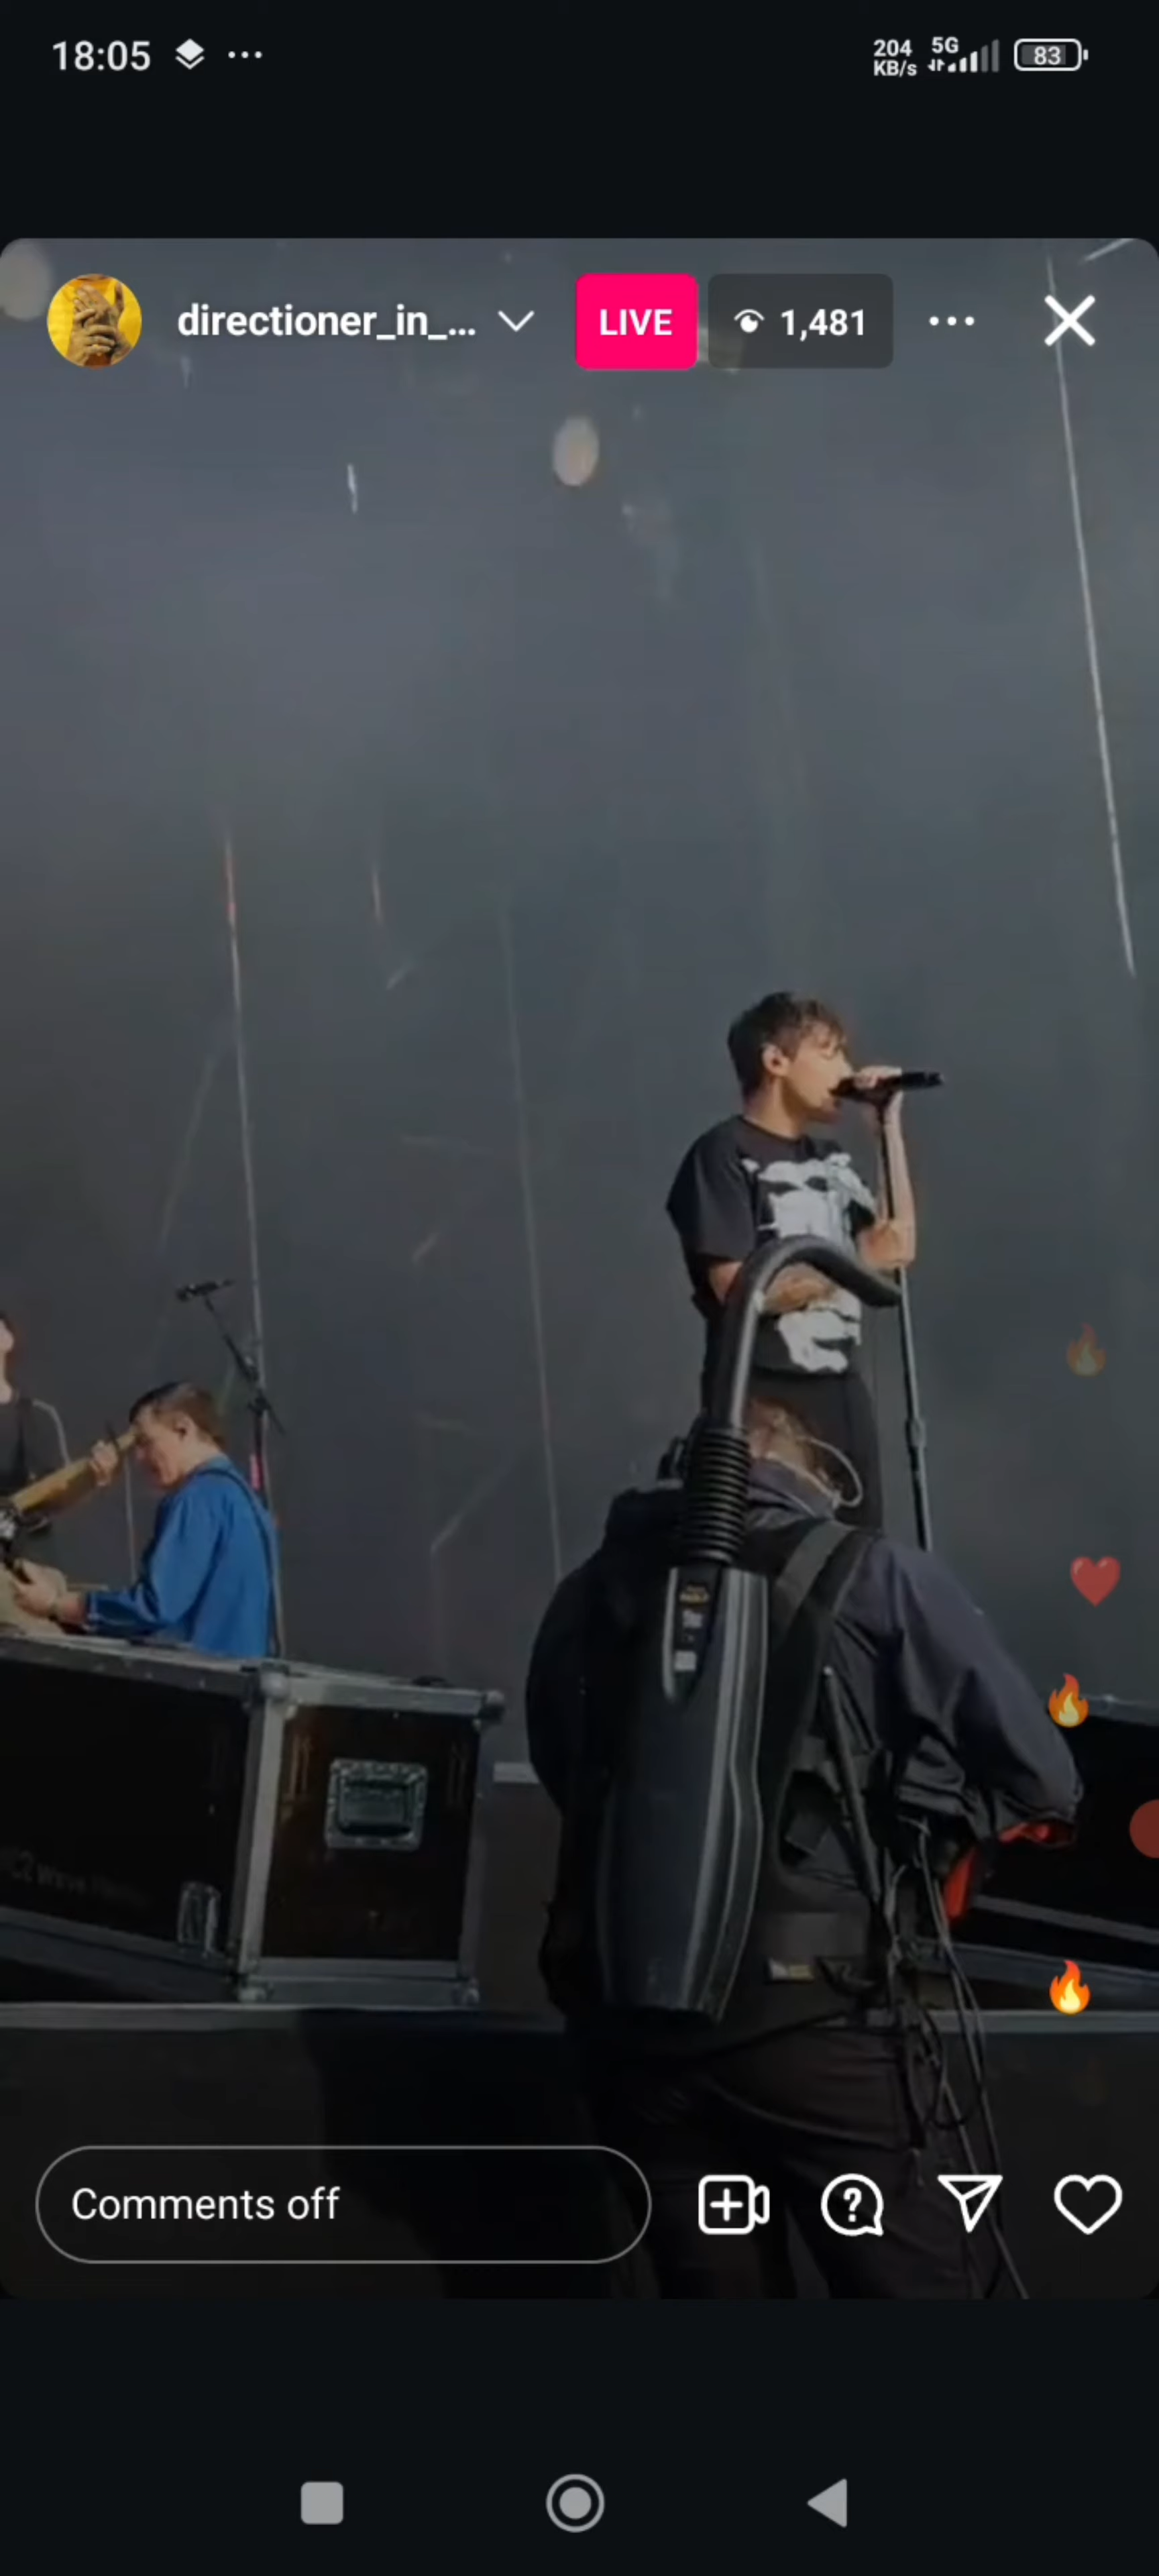 18:05
204
KB/s
5G
83
directioner_in_...
LIVE
1,481
Comments off